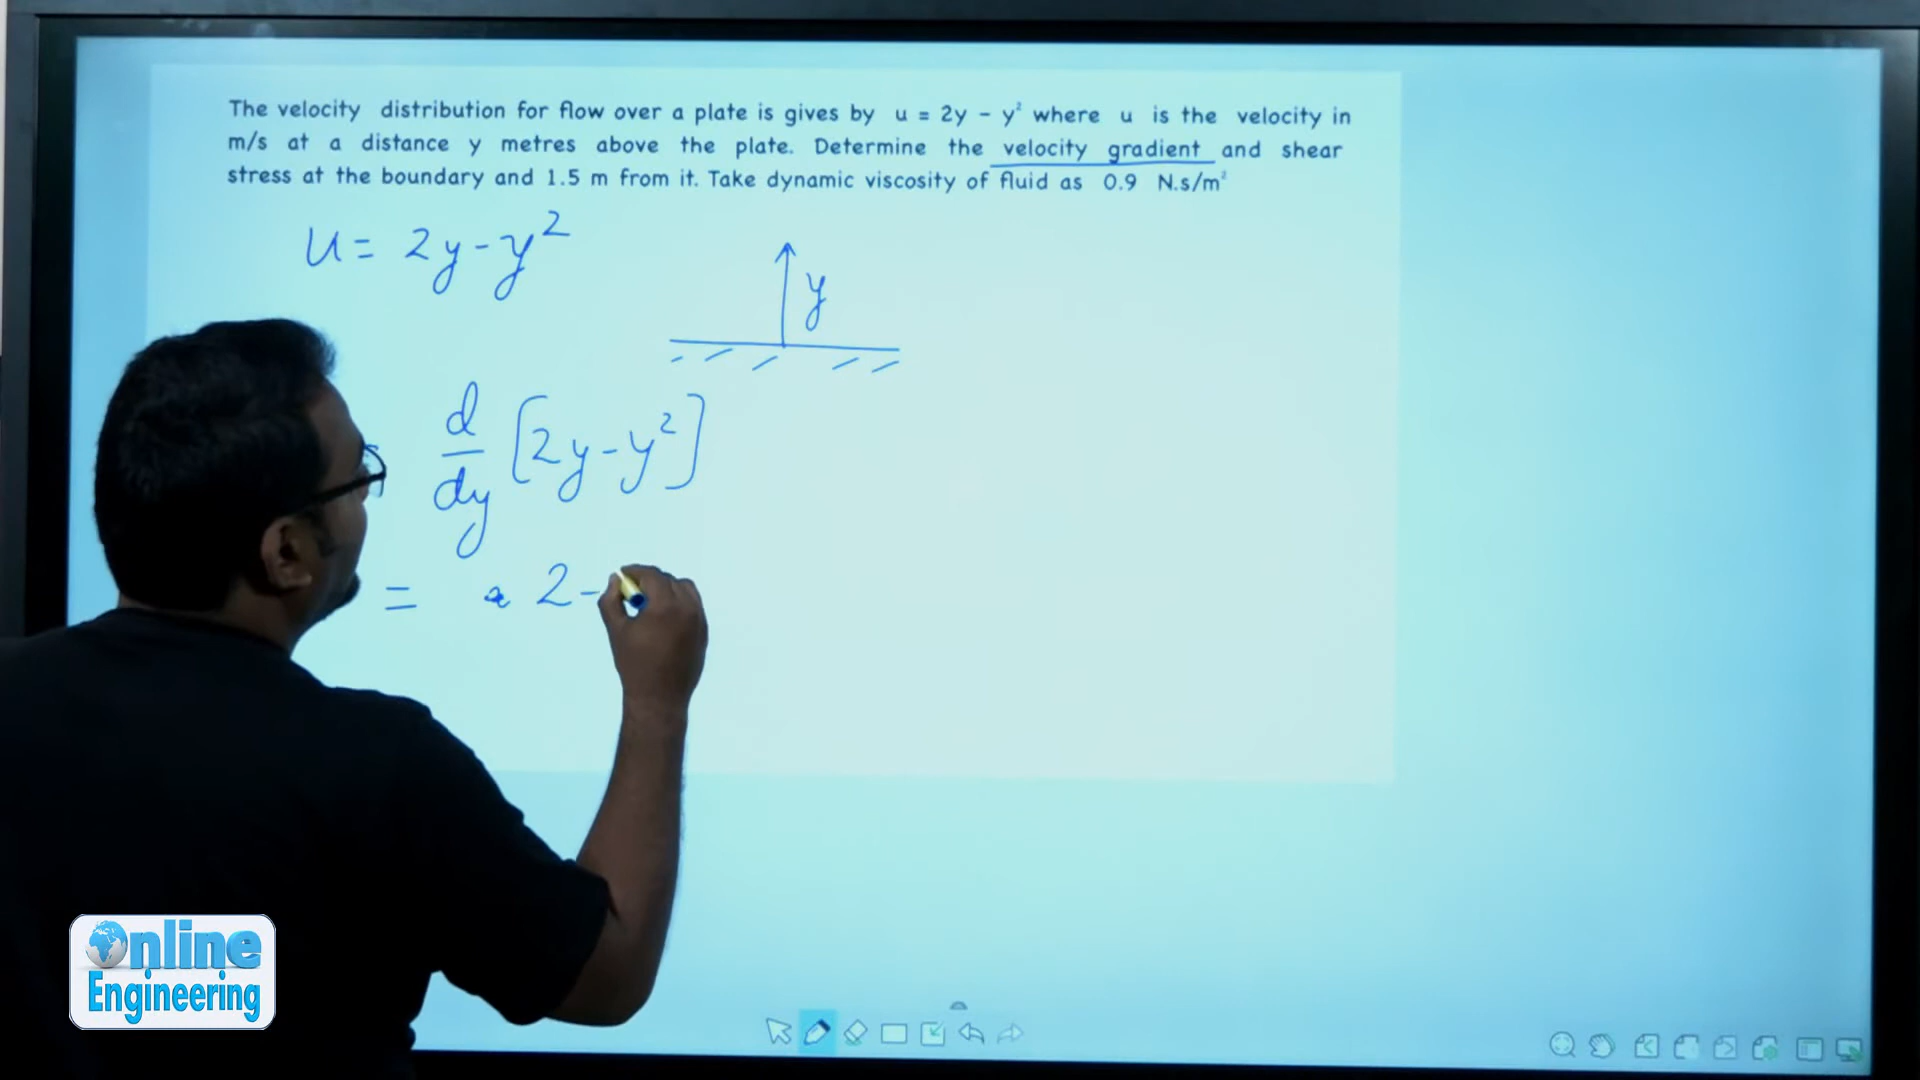 The velocity distribution for flow over a plate is gives by u = 2y - y² where u is the velocity in
m/s at a distance y metres above the plate. Determine the velocity gradient and shear
stress at the boundary and 1.5 m from it. Take dynamic viscosity of fluid as 0.9 N.s/m²
u = 2y - y²
y
d/dy [2y - y²]
= 2 -
Online
Engineering